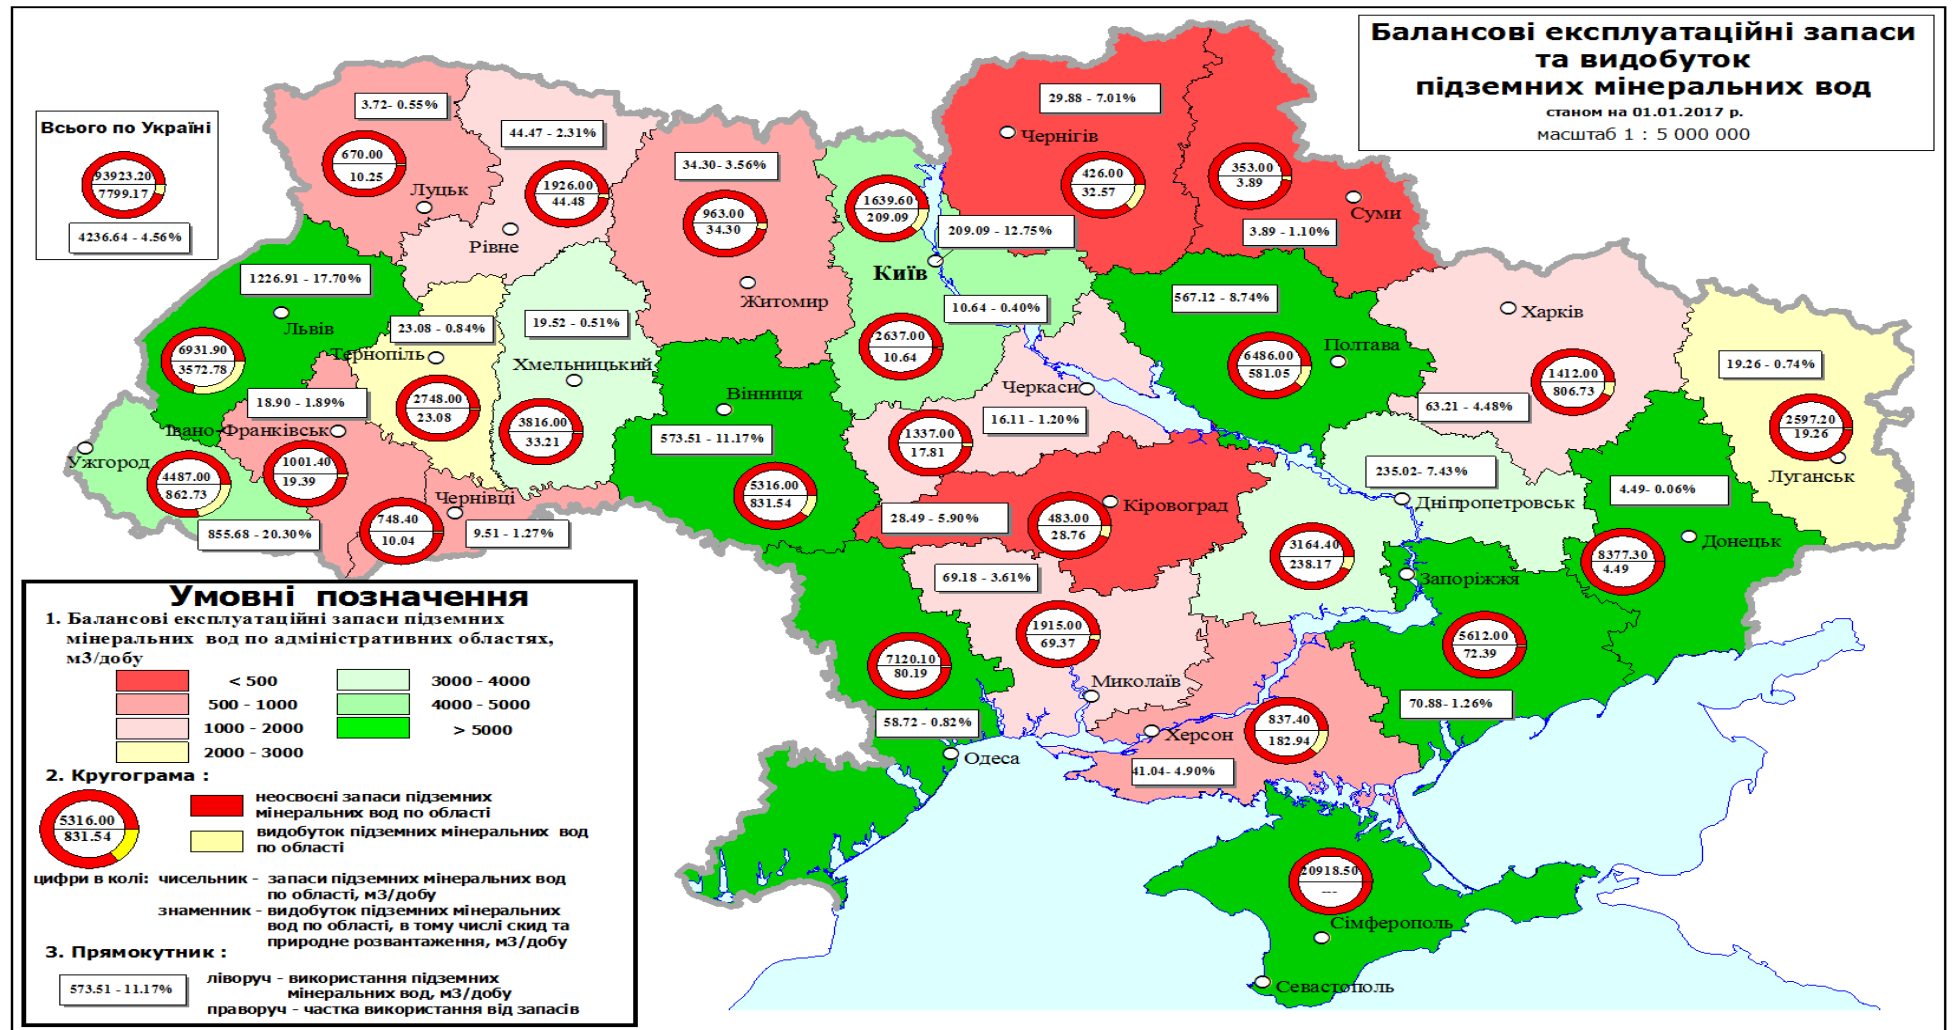 Балансові експлуатаційні запаси
та видобуток
підземних мінеральних вод
станом на 01.01.2017 р.
масштаб 1 : 5 000 000
Всього по Україні
93923.20
7799.17
4236.64 - 4.56%
3.72- 0.55%
670.00
10.25
Луцьк
44.47 - 2.31%
1926.00
44.48
Рівне
34.30- 3.56%
963.00
34.30
Житомир
1639.60
209.09
209.09 - 12.75%
Київ
10.64 - 0.40%
2637.00
10.64
29.88 - 7.01%
Чернігів
426.00
32.57
353.00
3.89
Суми
3.89 - 1.10%
1226.91 - 17.70%
Львів
6931.90
3572.78
23.08 - 0.84%
Тернопіль
2748.00
23.08
19.52 - 0.51%
Хмельницький
3816.00
33.21
18.90 - 1.89%
Івано-Франківськ
1001.40
19.39
Ужгород
4487.00
862.73
855.68 - 20.30%
Чернівці
748.40
10.04
9.51 - 1.27%
Вінниця
573.51 - 11.17%
5316.00
831.54
Черкаси
16.11 - 1.20%
1337.00
17.81
567.12 - 8.74%
Полтава
6486.00
581.05
Харків
1412.00
806.73
63.21 - 4.48%
19.26 - 0.74%
2597.20
19.26
Луганськ
28.49 - 5.90%
Кіровоград
483.00
28.76
235.02- 7.43%
Дніпропетровськ
3164.40
238.17
4.49- 0.06%
Донецьк
8377.30
4.49
Запоріжжя
5612.00
72.39
70.88- 1.26%
69.18 - 3.61%
1915.00
69.37
Миколаїв
7120.10
80.19
58.72 - 0.82%
Одеса
Херсон
837.40
182.94
41.04- 4.90%
20918.50
---
Сімферополь
Севастополь
Умовні позначення
1. Балансові експлуатаційні запаси підземних
мінеральних вод по адміністративних областях,
м3/добу
< 500
500 - 1000
1000 - 2000
2000 - 3000
3000 - 4000
4000 - 5000
> 5000
2. Кругограма :
5316.00
831.54
неосвоєні запаси підземних
мінеральних вод по області
видобуток підземних мінеральних вод
по області
цифри в колі: чисельник - запаси підземних мінеральних вод
по області, м3/добу
знаменник - видобуток підземних мінеральних
вод по області, в тому числі скид та
природне розвантаження, м3/добу
3. Прямокутник :
573.51 - 11.17%
ліворуч - використання підземних
мінеральних вод, м3/добу
праворуч - частка використання від запасів